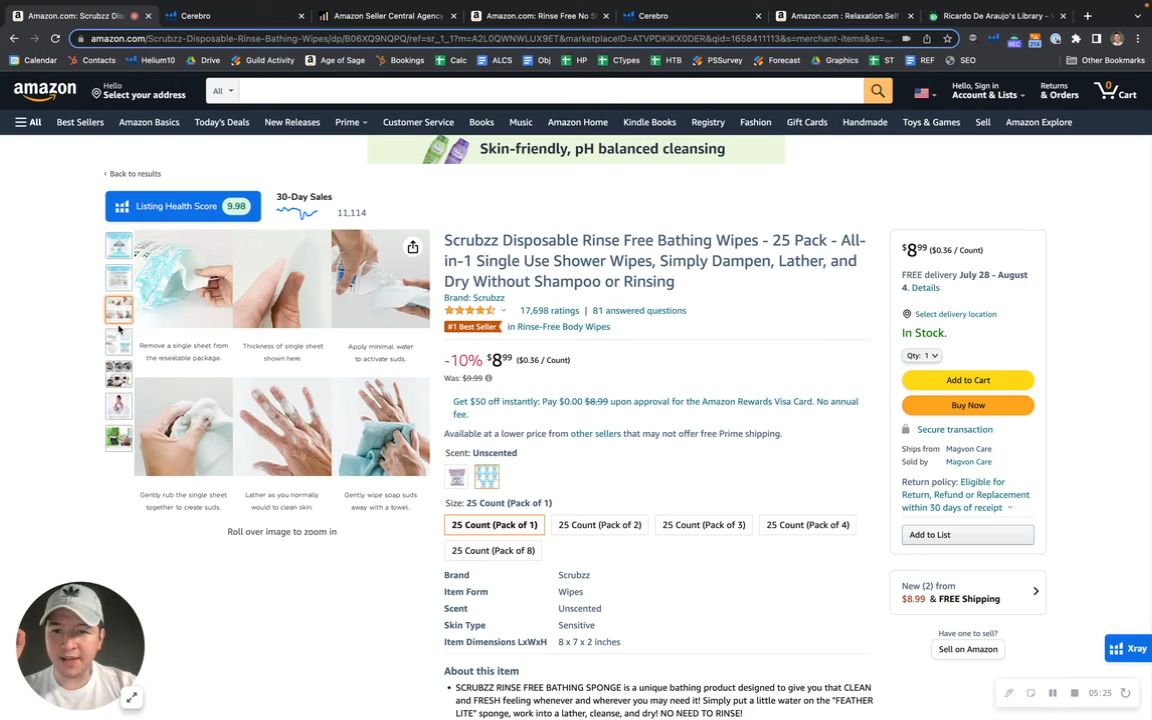 Amazon.com: Scrubzz Dis
Cerebro
Amazon Seller Central Agency
Amazon.com: Rinse Free No S
Cerebro
Amazon.com : Relaxation Self
Ricardo De Araujo's Library -
amazon.com/Scrubzz-Disposable-Rinse-Bathing-Wipes/dp/B06XQ9NQPQ/ref=sr_1_1?m=A2L0QWNWLUX9ET&marketplaceID=ATVPDKIKX0DER&qid=1658411113&s=merchant-items&sr=...
Calendar
Contacts
Helium10
Drive
Guild Activity
Age of Sage
Bookings
Calc
ALCS
Obj
HP
CTypes
HTB
PSSurvey
Forecast
Graphics
ST
REF
SEO
Other Bookmarks
amazon
Hello
Select your address
All
Hello, Sign in
Account & Lists
Returns
& Orders
0
Cart
All
Best Sellers
Amazon Basics
Today's Deals
New Releases
Prime
Customer Service
Books
Music
Amazon Home
Kindle Books
Registry
Fashion
Gift Cards
Handmade
Toys & Games
Sell
Amazon Explore
Skin-friendly, pH balanced cleansing
‹ Back to results
Listing Health Score 9.98
30-Day Sales
11,114
Remove a single sheet from
the resealable package.
Thickness of single sheet
shown here.
Apply minimal water
to activate suds.
Gently rub the single sheet
together to create suds.
Lather as you normally
would to clean skin.
Gently wipe soap suds
away with a towel.
Roll over image to zoom in
Scrubzz Disposable Rinse Free Bathing Wipes - 25 Pack - All-
in-1 Single Use Shower Wipes, Simply Dampen, Lather, and
Dry Without Shampoo or Rinsing
Brand: Scrubzz
17,698 ratings | 81 answered questions
#1 Best Seller in Rinse-Free Body Wipes
-10% $8⁹⁹ ($0.36 / Count)
Was: $9.99
Get $50 off instantly: Pay $0.00 $8.99 upon approval for the Amazon Rewards Visa Card. No annual
fee.
Available at a lower price from other sellers that may not offer free Prime shipping.
Scent: Unscented
Size: 25 Count (Pack of 1)
25 Count (Pack of 1)
25 Count (Pack of 2)
25 Count (Pack of 3)
25 Count (Pack of 4)
25 Count (Pack of 8)
Brand Scrubzz
Item Form Wipes
Scent Unscented
Skin Type Sensitive
Item Dimensions LxWxH 8 x 7 x 2 inches
About this item
• SCRUBZZ RINSE FREE BATHING SPONGE is a unique bathing product designed to give you that CLEAN
and FRESH feeling whenever and wherever you may need it! Simply put a little water on the "FEATHER
LITE" sponge, work into a lather, cleanse, and dry! NO NEED TO RINSE!
$8⁹⁹ ($0.36 / Count)
FREE delivery July 28 - August
4. Details
Select delivery location
In Stock.
Qty: 1
Add to Cart
Buy Now
Secure transaction
Ships from Magvon Care
Sold by Magvon Care
Return policy: Eligible for
Return, Refund or Replacement
within 30 days of receipt
Add to List
New (2) from
$8.99 & FREE Shipping
Have one to sell?
Sell on Amazon
Xray
05:25